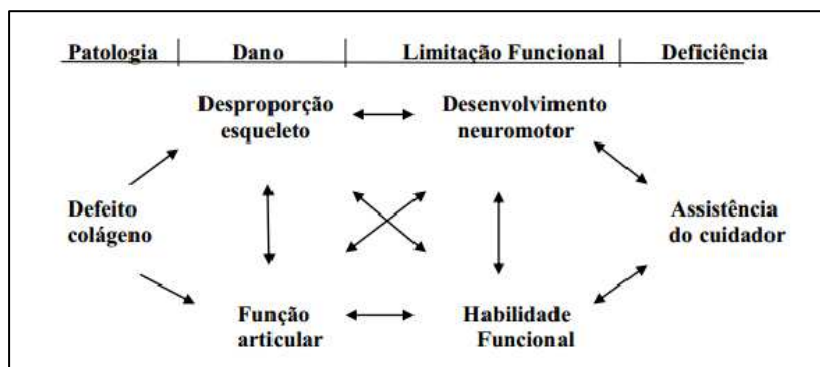 Patologia | Dano | Limitação Funcional | Deficiência
Desproporção esqueleto
Desenvolvimento neuromotor
Defeito colágeno
Assistência do cuidador
Função articular
Habilidade Funcional